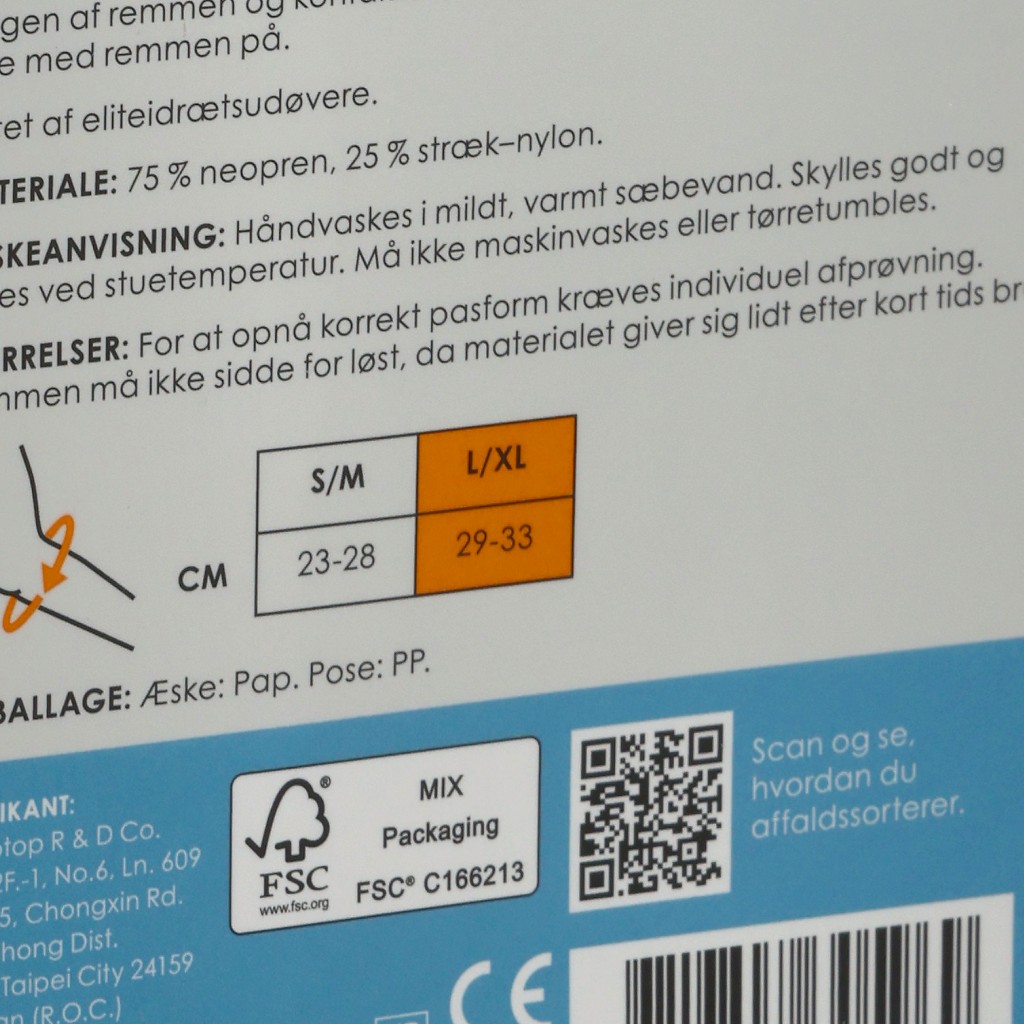 gen af remmen og
e med remmen på.
et af eliteidrætsudøvere.
TERIALE: 75 % neopren, 25 % stræk–nylon.
SKEANVISNING: Håndvaskes i mildt, varmt sæbevand. Skylles godt og
es ved stuetemperatur. Må ikke maskinvaskes eller tørretumbles.
RRELSER: For at opnå korrekt pasform kræves individuel afprøvning.
mmen må ikke sidde for løst, da materialet giver sig lidt efter kort tids br
S/M L/XL
CM 23-28 29-33
BALLAGE: Æske: Pap. Pose: PP.
IKANT:
top R & D Co.
F.-1, No.6, Ln. 609
5, Chongxin Rd.
hong Dist.
Taipei City 24159
an (R.O.C.)
FSC®
www.fsc.org
MIX
Packaging
FSC® C166213
Scan og se,
hvordan du
affaldssorterer.
CE